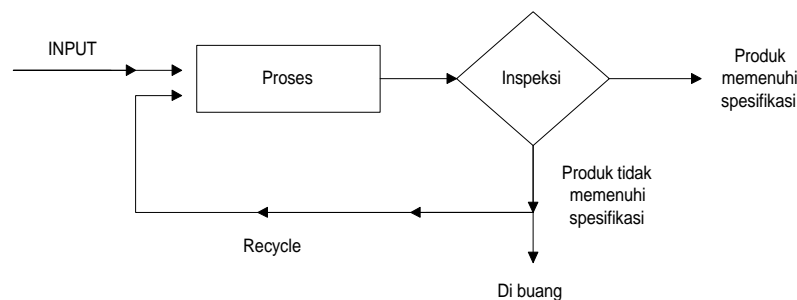 INPUT
Proses
Inspeksi
Produk
memenuhi
spesifikasi
Produk tidak
memenuhi
spesifikasi
Recycle
Di buang